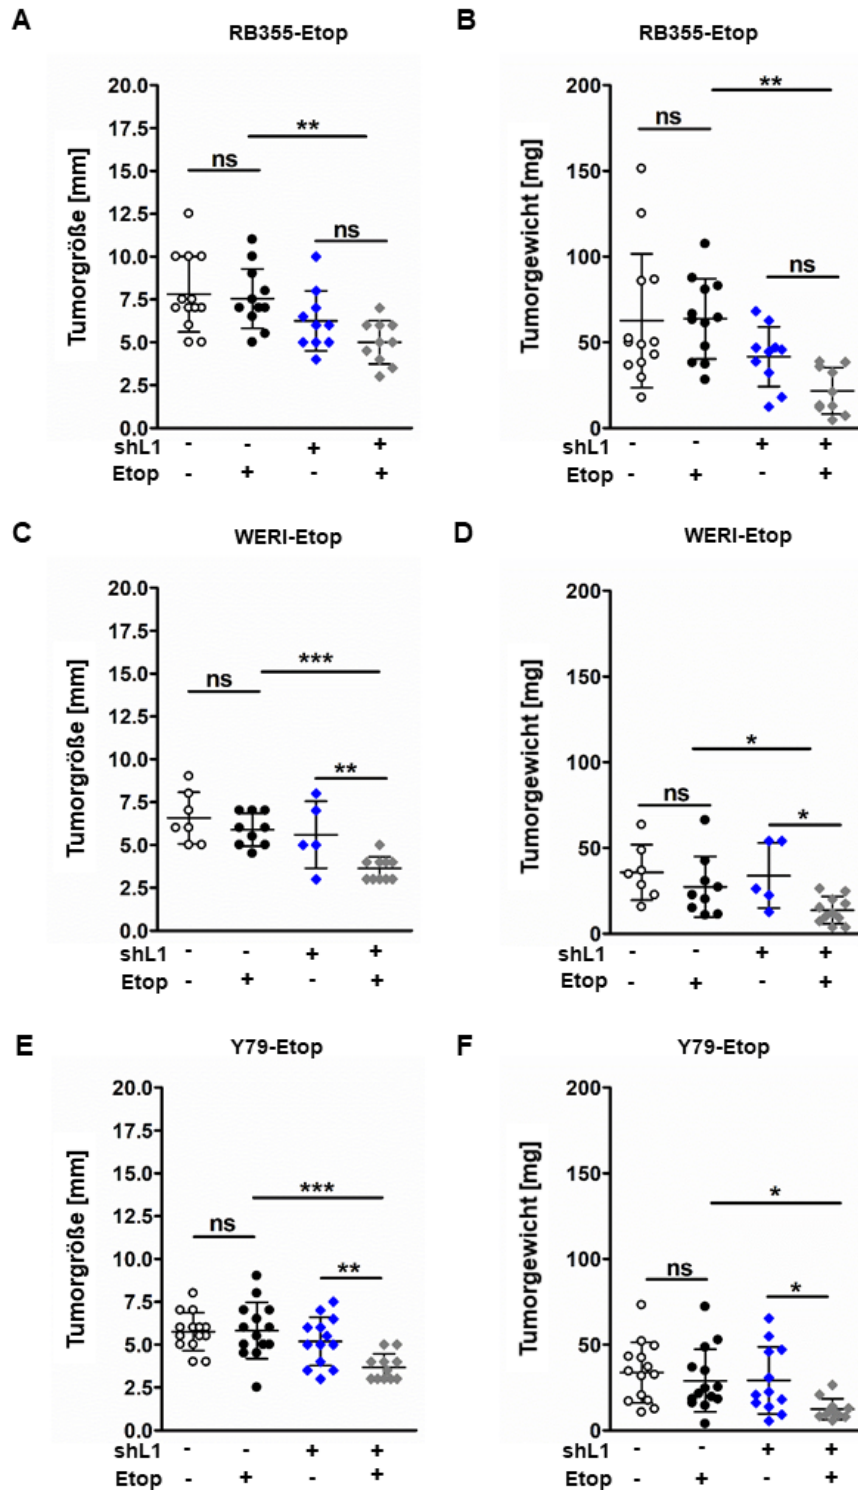 A
RB355-Etop
Tumorgröße [mm]
20.0
17.5
15.0
12.5
10.0
7.5
5.0
2.5
0.0
ns
**
ns
shL1 - - + +
Etop - + - +
B
RB355-Etop
Tumorgewicht [mg]
200
150
100
50
0
ns
**
ns
- - + +
- + - +
C
WERI-Etop
Tumorgröße [mm]
20.0
17.5
15.0
12.5
10.0
7.5
5.0
2.5
0.0
ns
***
**
shL1 - - + +
Etop - + - +
D
WERI-Etop
Tumorgewicht [mg]
200
150
100
50
0
ns
*
*
shL1 - - + +
Etop - + - +
E
Y79-Etop
Tumorgröße [mm]
20.0
17.5
15.0
12.5
10.0
7.5
5.0
2.5
0.0
ns
***
**
shL1 - - + +
Etop - + - +
F
Y79-Etop
Tumorgewicht [mg]
200
150
100
50
0
ns
*
*
shL1 - - + +
Etop - + - +